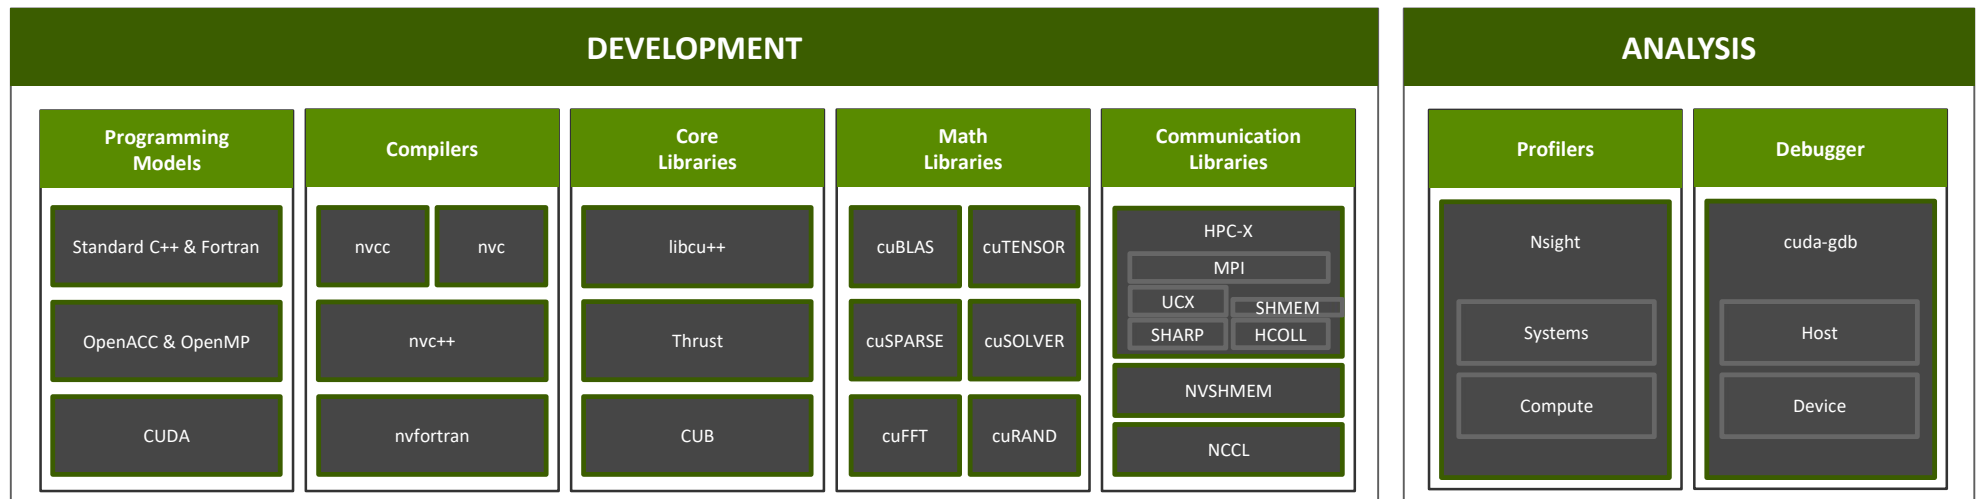 DEVELOPMENT
Programming
Models
Standard C++ & Fortran
OpenACC & OpenMP
CUDA
Compilers
nvcc
nvc
nvc++
nvfortran
Core
Libraries
libcu++
Thrust
CUB
Math
Libraries
cuBLAS
cuTENSOR
cuSPARSE
cuSOLVER
cuFFT
cuRAND
Communication
Libraries
HPC-X
MPI
UCX
SHMEM
SHARP
HCOLL
NVSHMEM
NCCL
ANALYSIS
Profilers
Nsight
Systems
Compute
Debugger
cuda-gdb
Host
Device